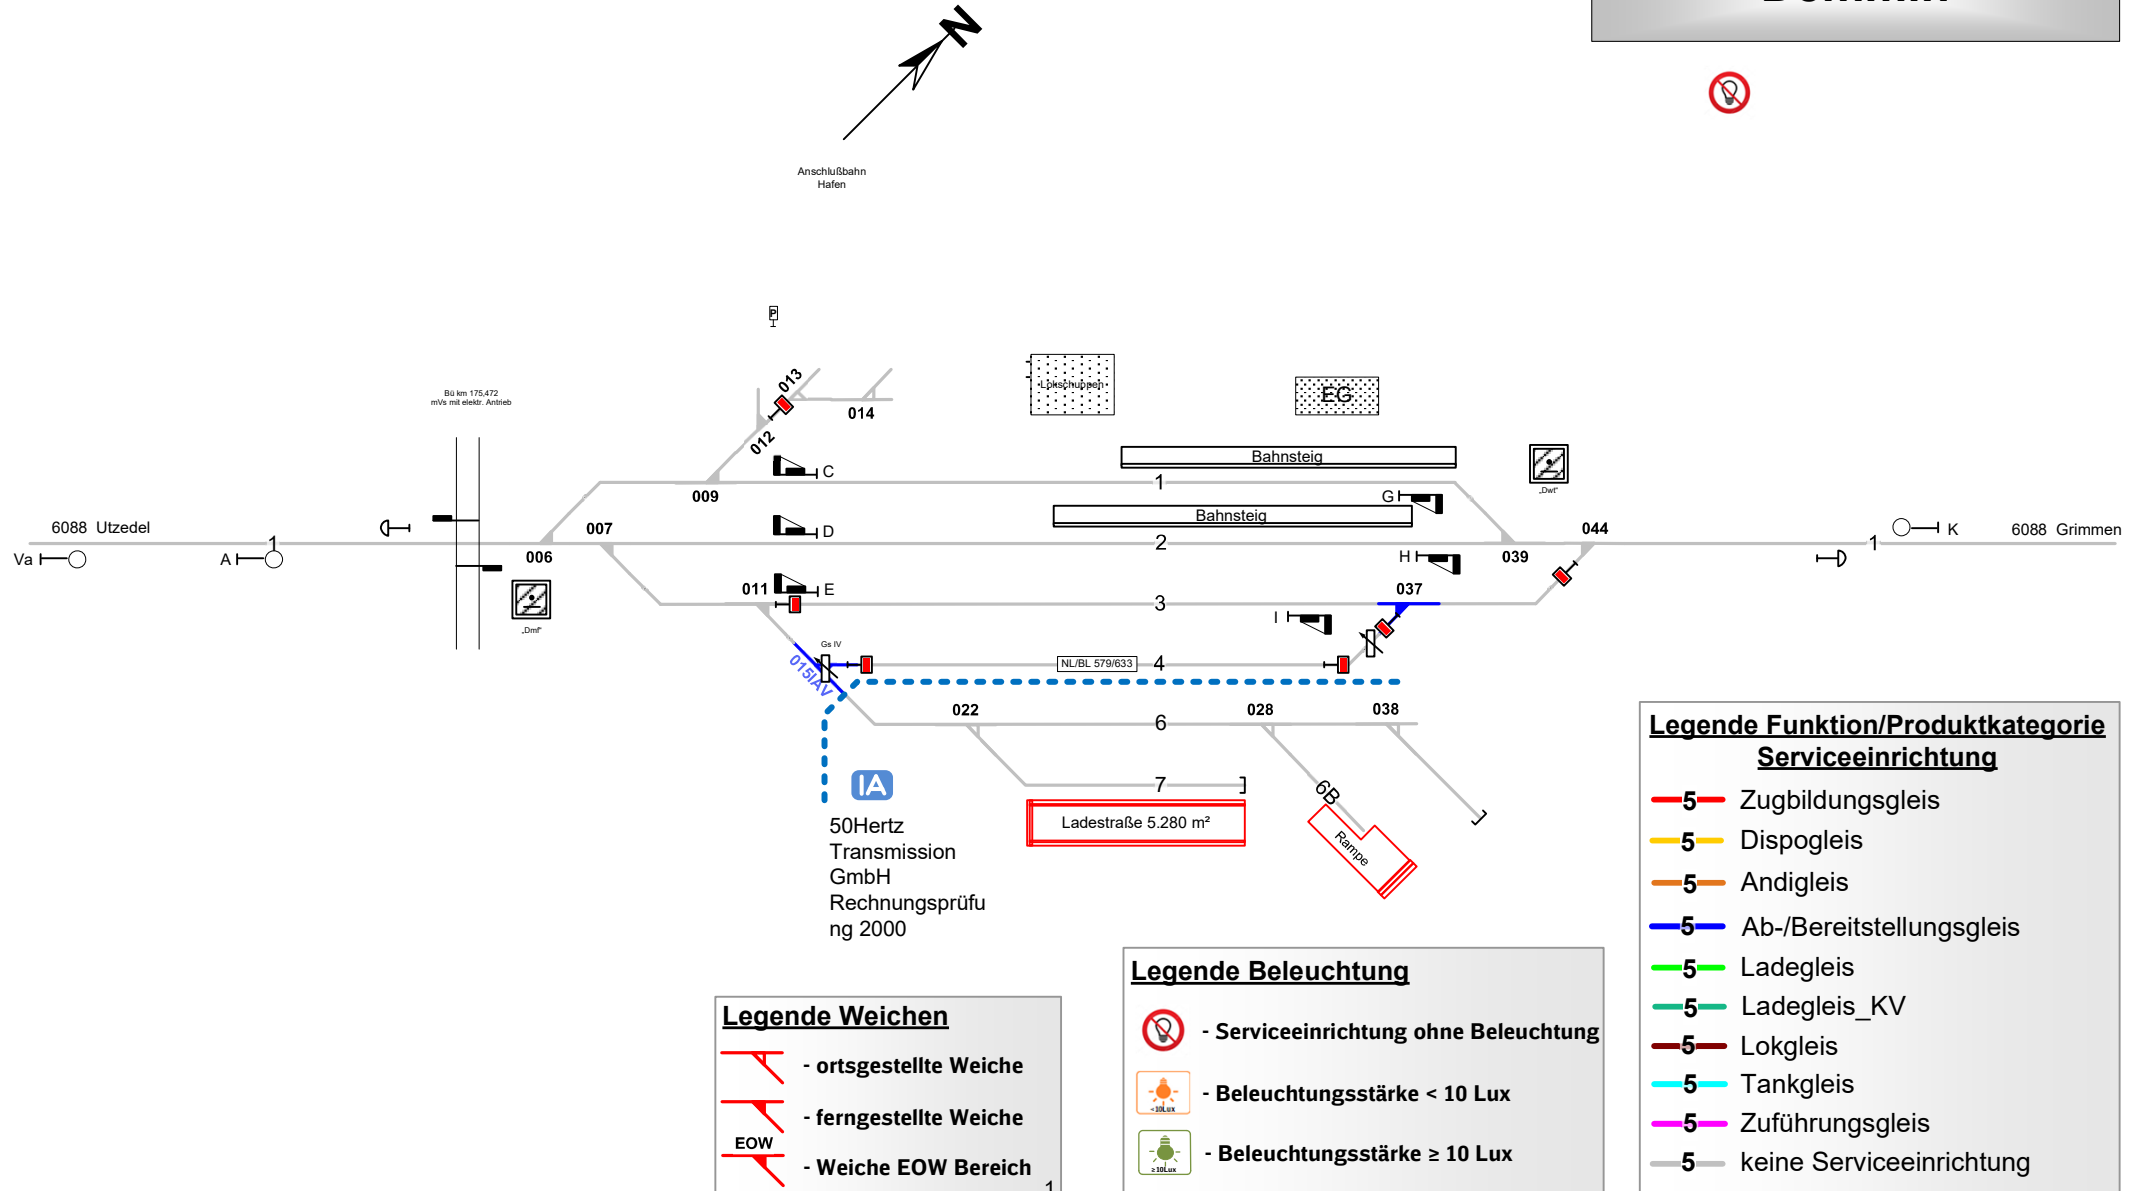 N
Anschlußbahn
Hafen
P
Bü km 175,472
mVs mit elektr. Antrieb
013
014
012
Lokschuppen
EG
C
Bahnsteig
1
009
G
„Dwf“
6088 Utzedel
007
D
Bahnsteig
044
K
6088 Grimmen
Va
A
1
006
2
H
039
1
„Dmf“
011
E
3
037
I
Gs IV
015IAV
NL/BL 579/633
4
022
6
028
038
7
6B
IA
Ladestraße 5.280 m²
Rampe
50Hertz
Transmission
GmbH
Rechnungsprüfu
ng 2000
Legende Funktion/Produktkategorie
Serviceeinrichtung
5 Zugbildungsgleis
5 Dispogleis
5 Andigleis
5 Ab-/Bereitstellungsgleis
5 Ladegleis
5 Ladegleis_KV
5 Lokgleis
5 Tankgleis
5 Zuführungsgleis
5 keine Serviceeinrichtung
Legende Beleuchtung
- Serviceeinrichtung ohne Beleuchtung
<10Lux - Beleuchtungsstärke < 10 Lux
≥10Lux - Beleuchtungsstärke ≥ 10 Lux
Legende Weichen
- ortsgestellte Weiche
- ferngestellte Weiche
EOW
- Weiche EOW Bereich
1